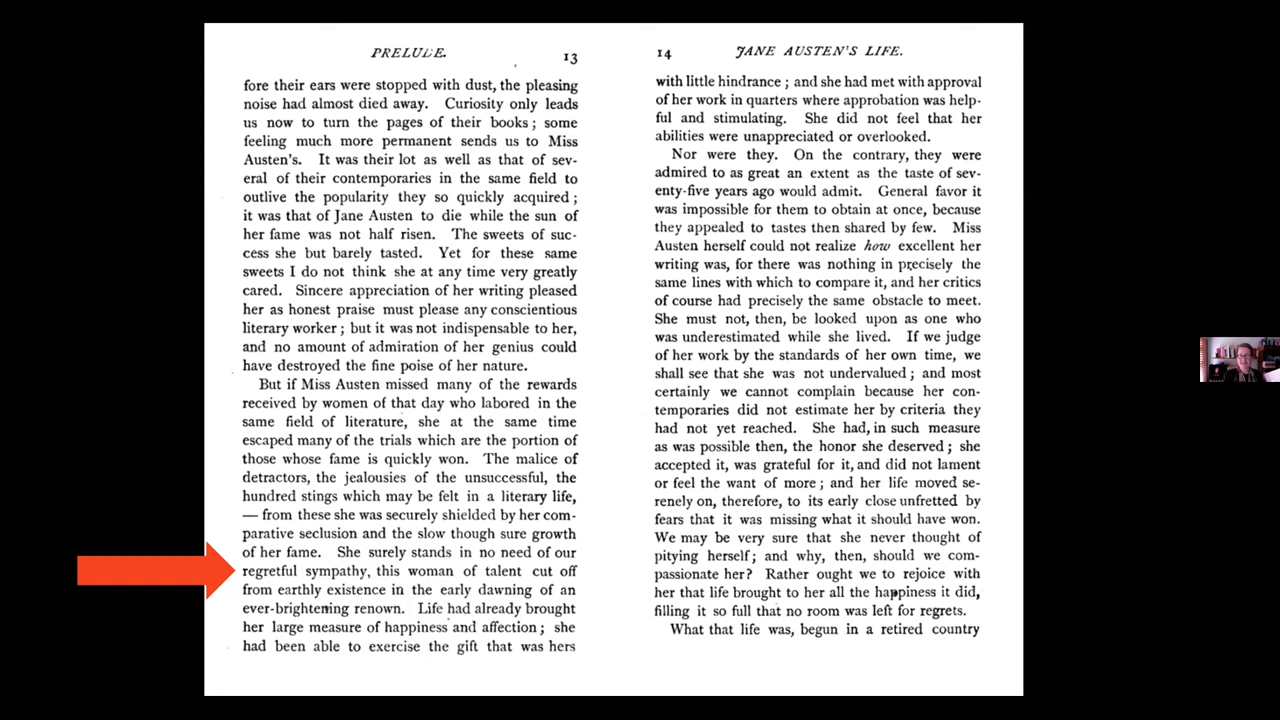 PRELUDE. 13
fore their ears were stopped with dust, the pleasing
noise had almost died away. Curiosity only leads
us now to turn the pages of their books; some
feeling much more permanent sends us to Miss
Austen's. It was their lot as well as that of sev-
eral of their contemporaries in the same field to
outlive the popularity they so quickly acquired;
it was that of Jane Austen to die while the sun of
her fame was not half risen. The sweets of suc-
cess she but barely tasted. Yet for these same
sweets I do not think she at any time very greatly
cared. Sincere appreciation of her writing pleased
her as honest praise must please any conscientious
literary worker; but it was not indispensable to her,
and no amount of admiration of her genius could
have destroyed the fine poise of her nature.
But if Miss Austen missed many of the rewards
received by women of that day who labored in the
same field of literature, she at the same time
escaped many of the trials which are the portion of
those whose fame is quickly won. The malice of
detractors, the jealousies of the unsuccessful, the
hundred stings which may be felt in a literary life,
— from these she was securely shielded by her com-
parative seclusion and the slow though sure growth
of her fame. She surely stands in no need of our
regretful sympathy, this woman of talent cut off
from earthly existence in the early dawning of an
ever-brightening renown. Life had already brought
her large measure of happiness and affection; she
had been able to exercise the gift that was hers
14 JANE AUSTEN'S LIFE.
with little hindrance; and she had met with approval
of her work in quarters where approbation was help-
ful and stimulating. She did not feel that her
abilities were unappreciated or overlooked.
Nor were they. On the contrary, they were
admired to as great an extent as the taste of sev-
enty-five years ago would admit. General favor it
was impossible for them to obtain at once, because
they appealed to tastes then shared by few. Miss
Austen herself could not realize how excellent her
writing was, for there was nothing in precisely the
same lines with which to compare it, and her critics
of course had precisely the same obstacle to meet.
She must not, then, be looked upon as one who
was underestimated while she lived. If we judge
of her work by the standards of her own time, we
shall see that she was not undervalued; and most
certainly we cannot complain because her con-
temporaries did not estimate her by criteria they
had not yet reached. She had, in such measure
as was possible then, the honor she deserved; she
accepted it, was grateful for it, and did not lament
or feel the want of more; and her life moved se-
renely on, therefore, to its early close unfretted by
fears that it was missing what it should have won.
We may be very sure that she never thought of
pitying herself; and why, then, should we com-
passionate her? Rather ought we to rejoice with
her that life brought to her all the happiness it did,
filling it so full that no room was left for regrets.
What that life was, begun in a retired country